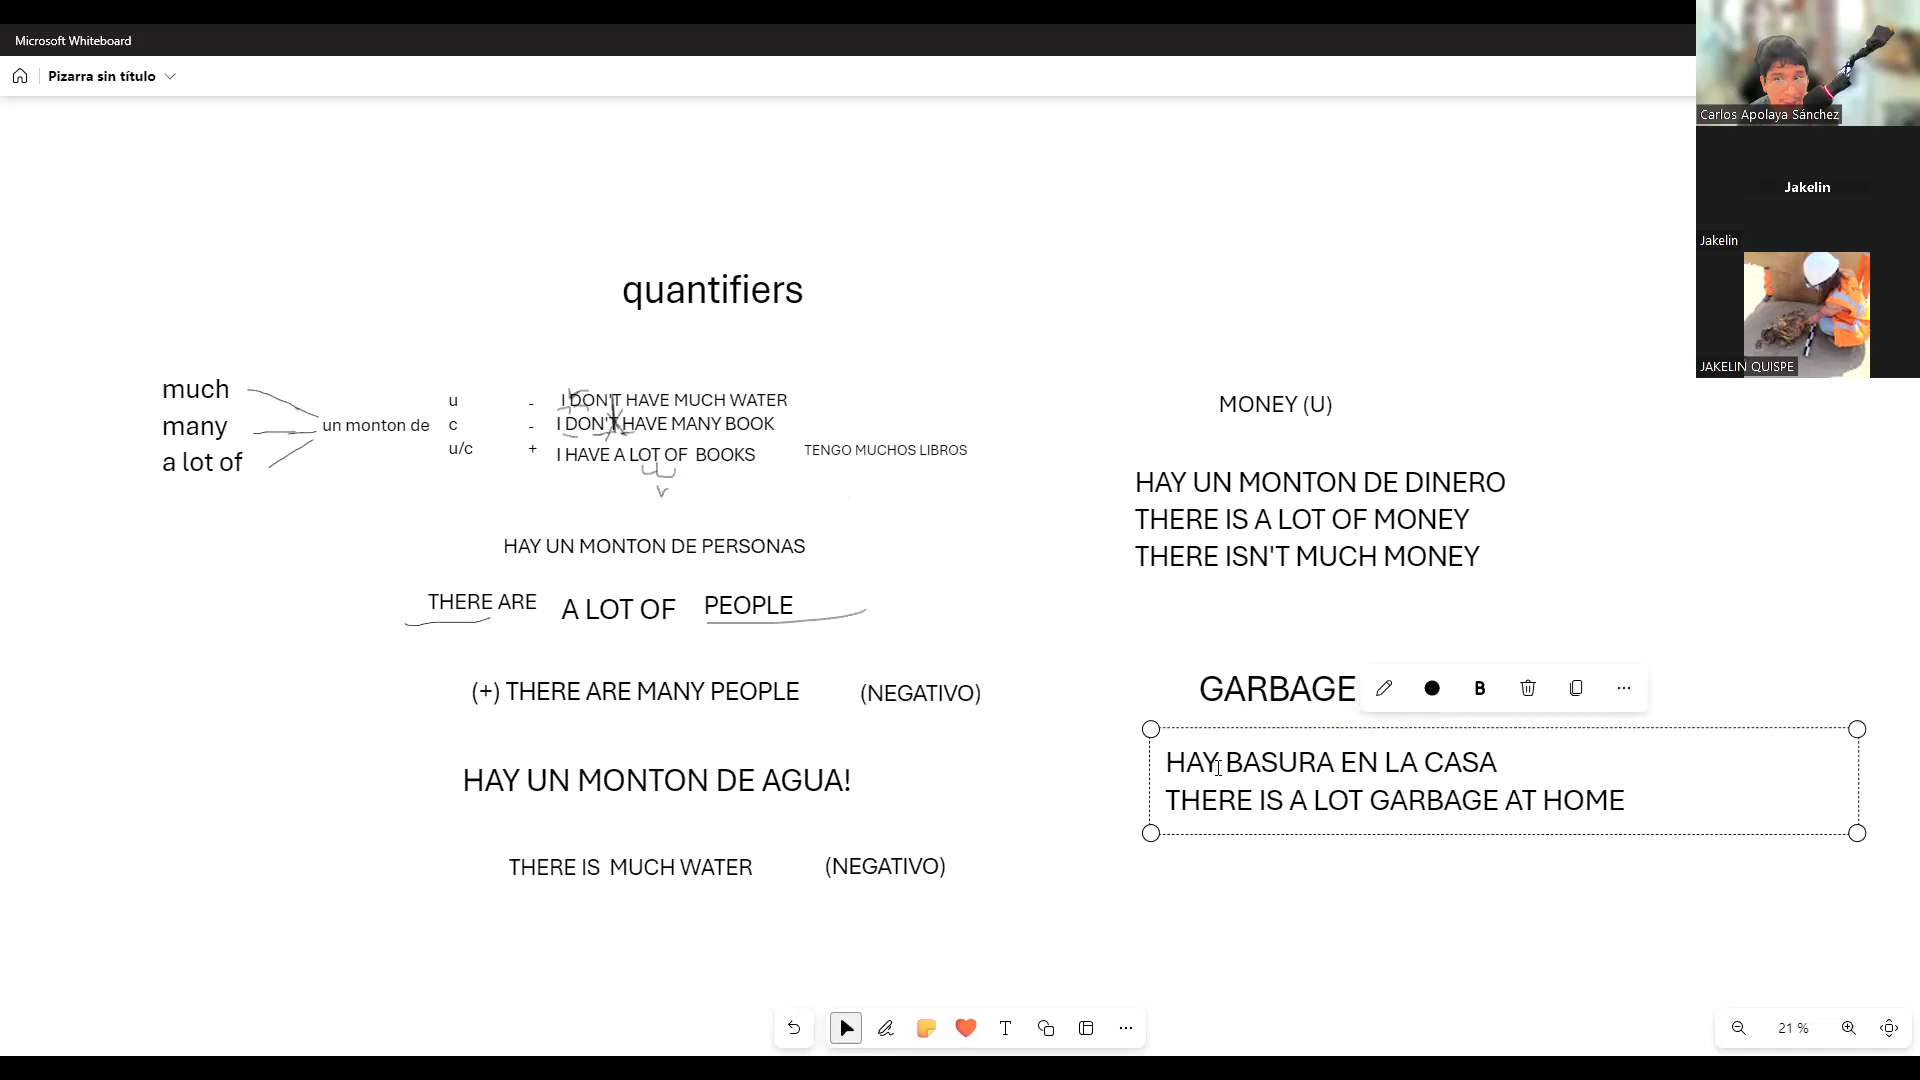 Microsoft Whiteboard
Pizarra sin título
Carlos Apolaya Sánchez
Jakelin
Jakelin
JAKELIN QUISPE
quantifiers
much
many
a lot of
un monton de
u
c
u/c
-
-
+
I DON'T HAVE MUCH WATER
I DON'T HAVE MANY BOOK
I HAVE A LOT OF BOOKS
TENGO MUCHOS LIBROS
HAY UN MONTON DE PERSONAS
THERE ARE A LOT OF PEOPLE
(+) THERE ARE MANY PEOPLE (NEGATIVO)
HAY UN MONTON DE AGUA!
THERE IS MUCH WATER (NEGATIVO)
MONEY (U)
HAY UN MONTON DE DINERO
THERE IS A LOT OF MONEY
THERE ISN'T MUCH MONEY
GARBAGE
B
HAY BASURA EN LA CASA
THERE IS A LOT GARBAGE AT HOME
21 %